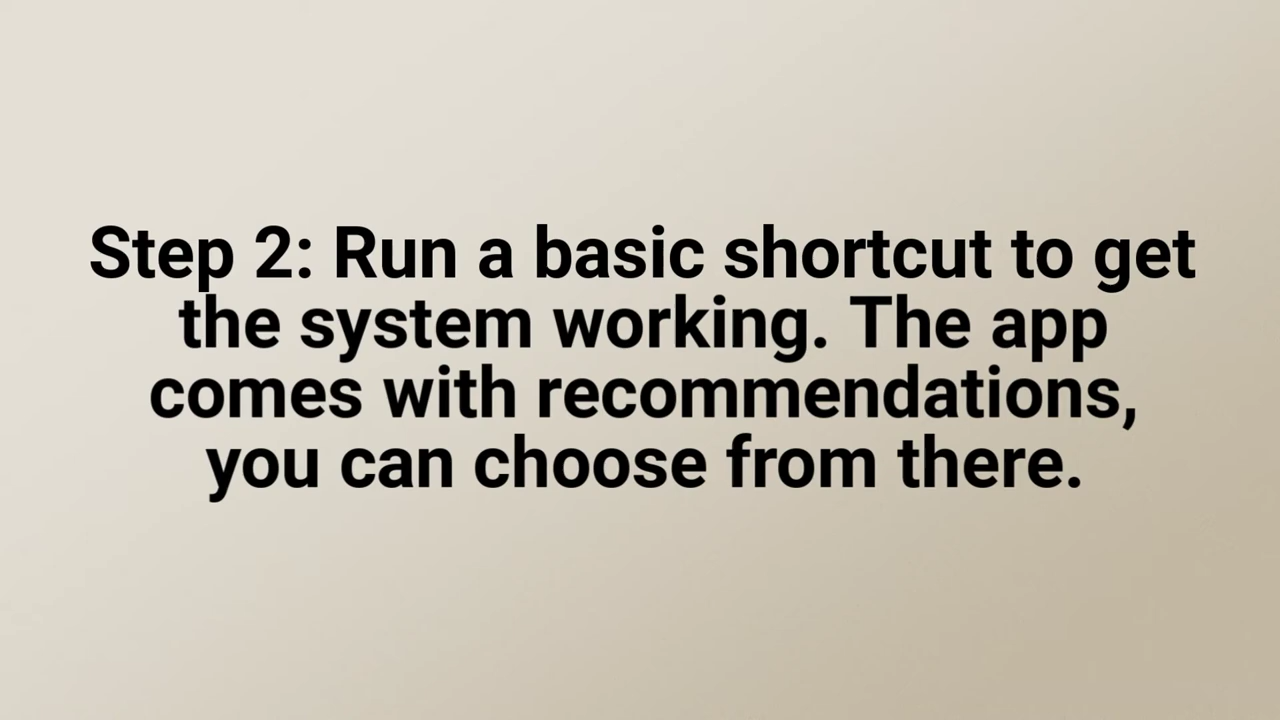 Step 2: Run a basic shortcut to get
the system working. The app
comes with recommendations,
you can choose from there.